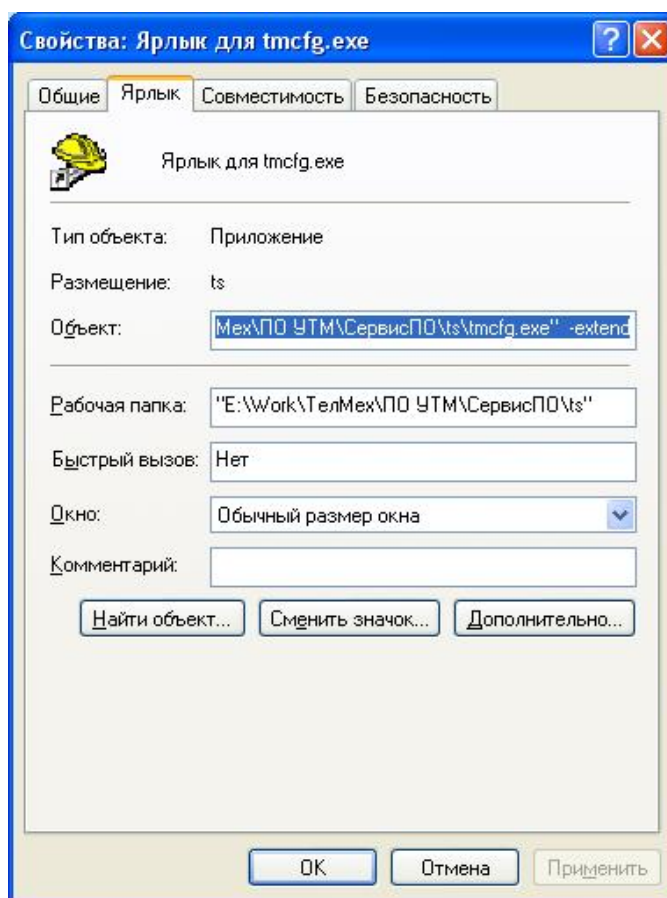 Свойства: Ярлык для tmcfg.exe
Общие Ярлык Совместимость Безопасность
Ярлык для tmcfg.exe
Тип объекта: Приложение
Размещение: ts
Объект: Мех\ПО УТМ\СервисПО\ts\tmcfg.exe" -extend
Рабочая папка: "E:\Work\ТелМех\ПО УТМ\СервисПО\ts"
Быстрый вызов: Нет
Окно: Обычный размер окна
Комментарий:
Найти объект... Сменить значок... Дополнительно...
OK Отмена Применить